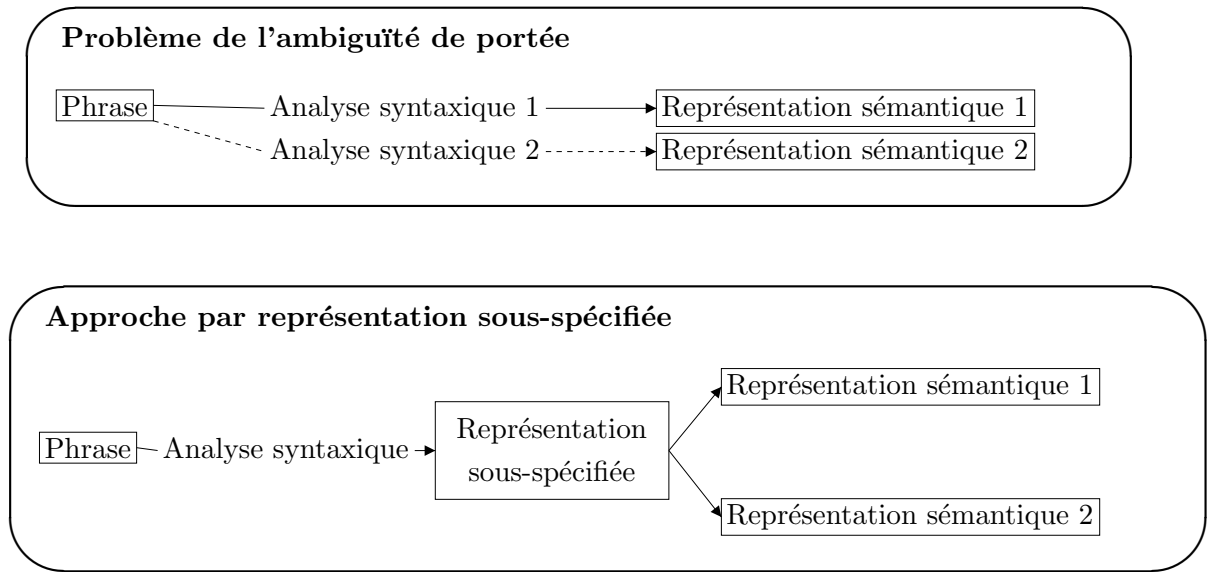 Problème de l'ambiguïté de portée
Phrase Analyse syntaxique 1 Représentation sémantique 1
Analyse syntaxique 2 Représentation sémantique 2
Approche par représentation sous-spécifiée
Représentation sémantique 1
Représentation
Phrase Analyse syntaxique
sous-spécifiée
Représentation sémantique 2